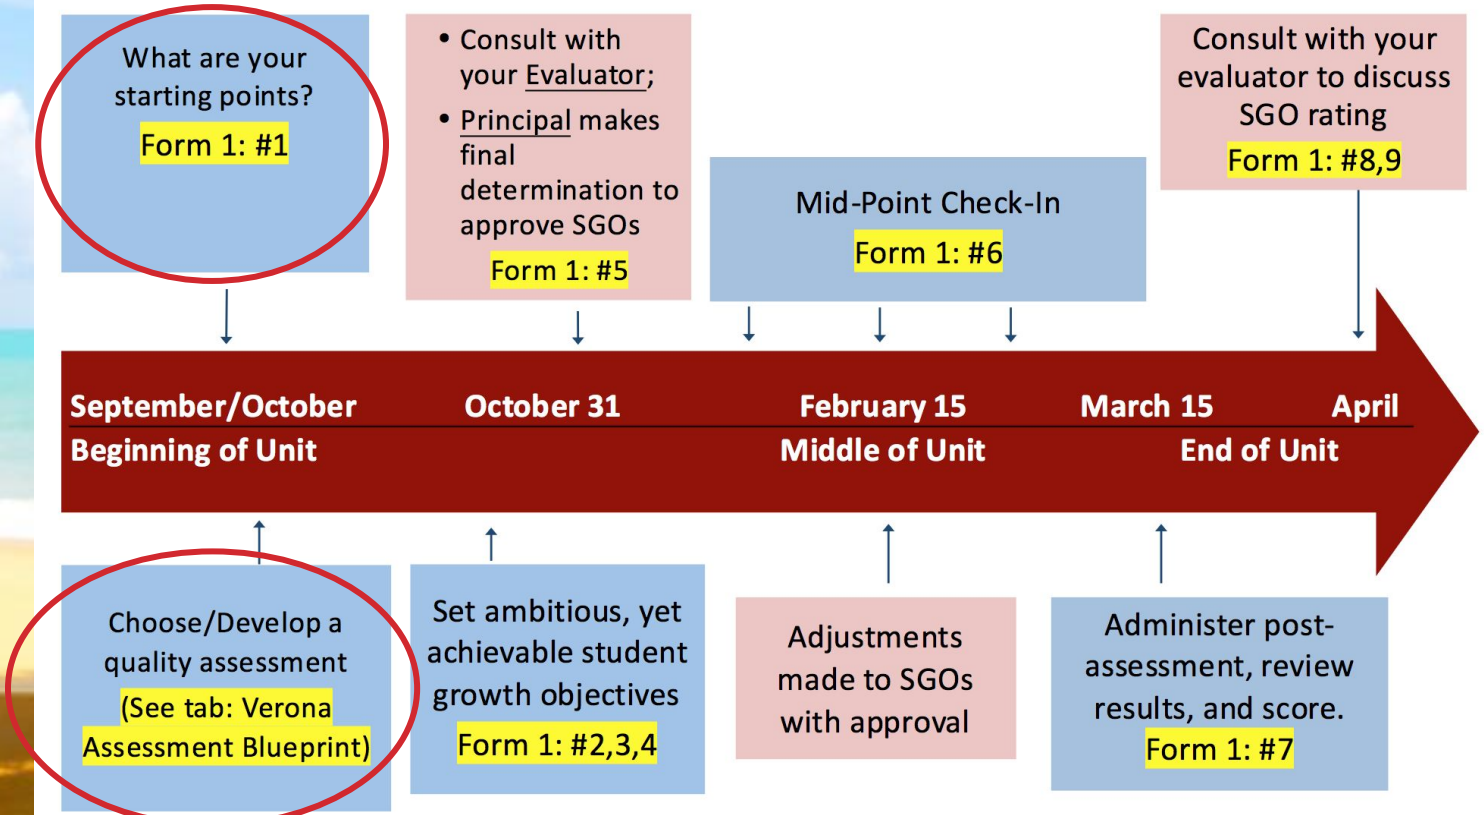 What are your
starting points?
Form 1: #1
• Consult with
your Evaluator;
• Principal makes
final
determination to
approve SGOs
Form 1: #5
Mid-Point Check-In
Form 1: #6
Consult with your
evaluator to discuss
SGO rating
Form 1: #8,9
September/October
October 31
February 15
March 15
April
Beginning of Unit
Middle of Unit
End of Unit
Choose/Develop a
quality assessment
(See tab: Verona
Assessment Blueprint)
Set ambitious, yet
achievable student
growth objectives
Form 1: #2,3,4
Adjustments
made to SGOs
with approval
Administer post-
assessment, review
results, and score.
Form 1: #7